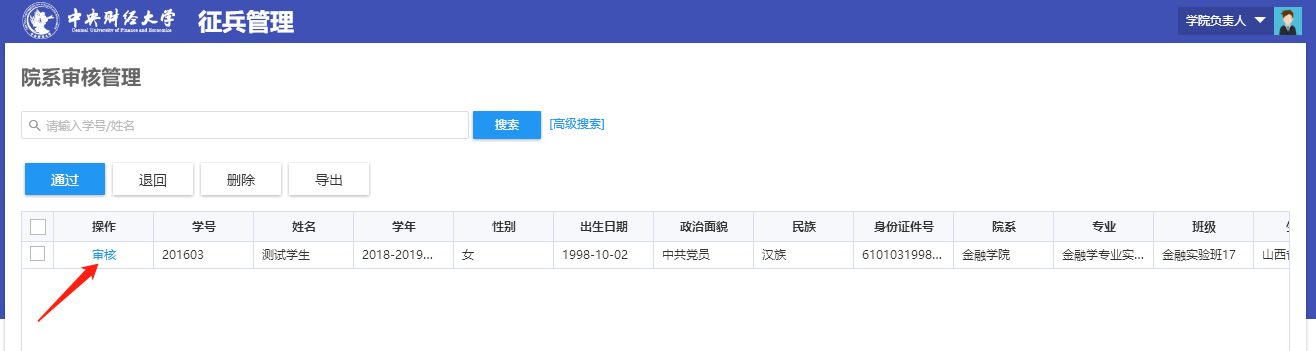 中央财经大学 征兵管理 学院负责人
Central University of Finance and Economics
院系审核管理
请输入学号/姓名 搜索 [高级搜索]
通过 退回 删除 导出
操作 学号 姓名 学年 性别 出生日期 政治面貌 民族 身份证件号 院系 专业 班级
审核 201603 测试学生 2018-2019... 女 1998-10-02 中共党员 汉族 6101031998... 金融学院 金融学专业实... 金融实验班17 山西